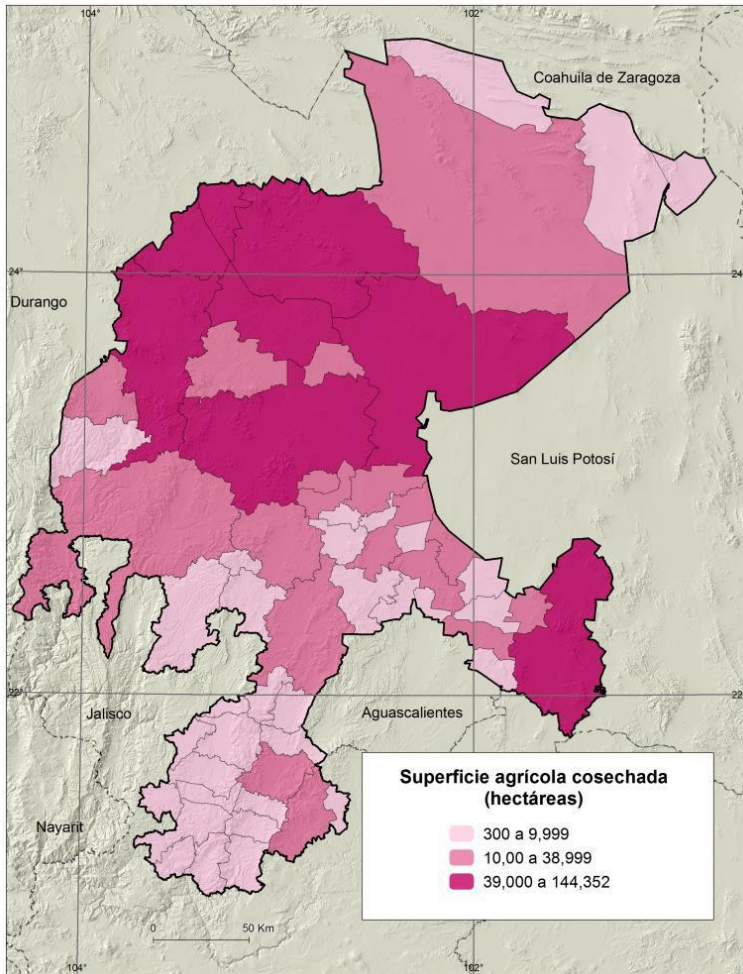 104°
102°
Coahuila de Zaragoza
24°
24
Durango
San Luis Potosí
22°
22
Jalisco
Aguascalientes
Superficie agrícola cosechada
(hectáreas)
300 a 9,999
10,00 a 38,999
39,000 a 144,352
Nayarit
0
50 Km
104°
102°